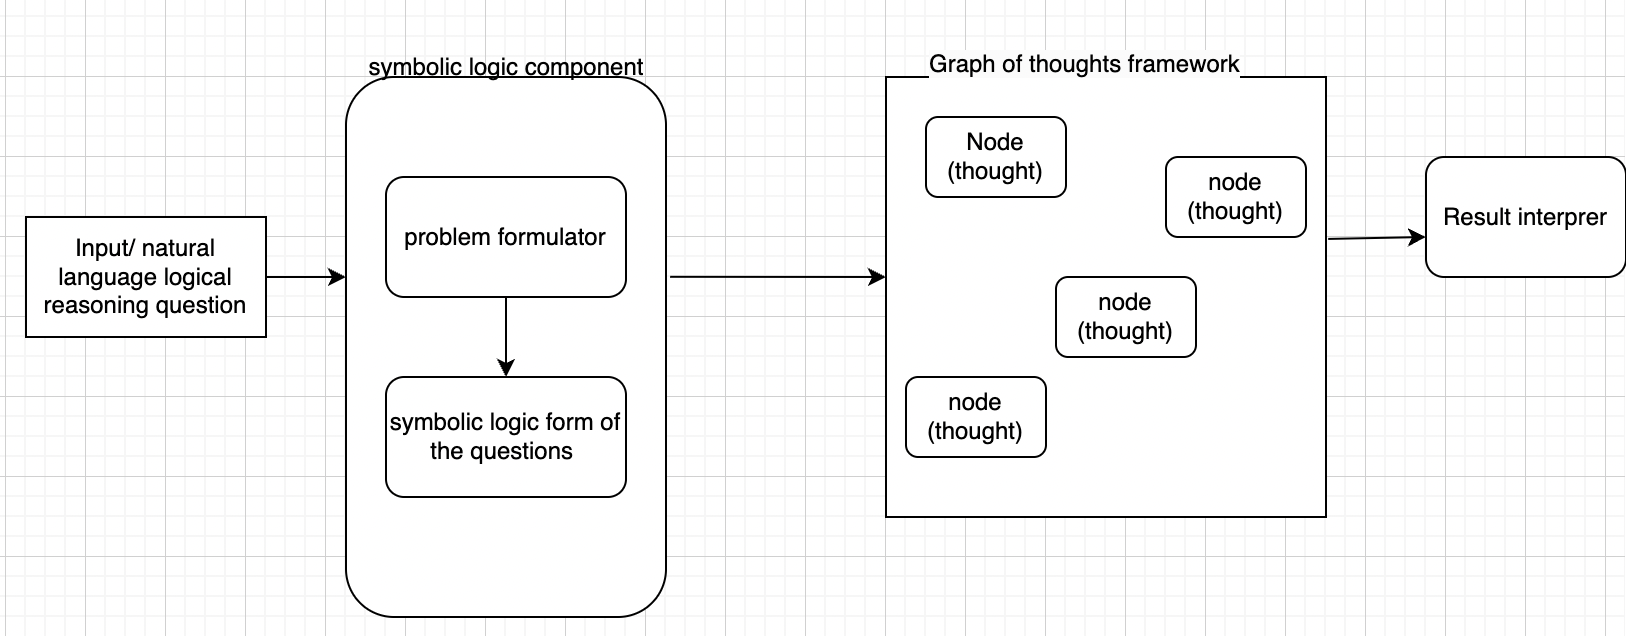 symbolic logic component
Graph of thoughts framework
Input/ natural
language logical
reasoning question
problem formulator
symbolic logic form of
the questions
Node
(thought)
node
(thought)
node
(thought)
node
(thought)
Result interprer